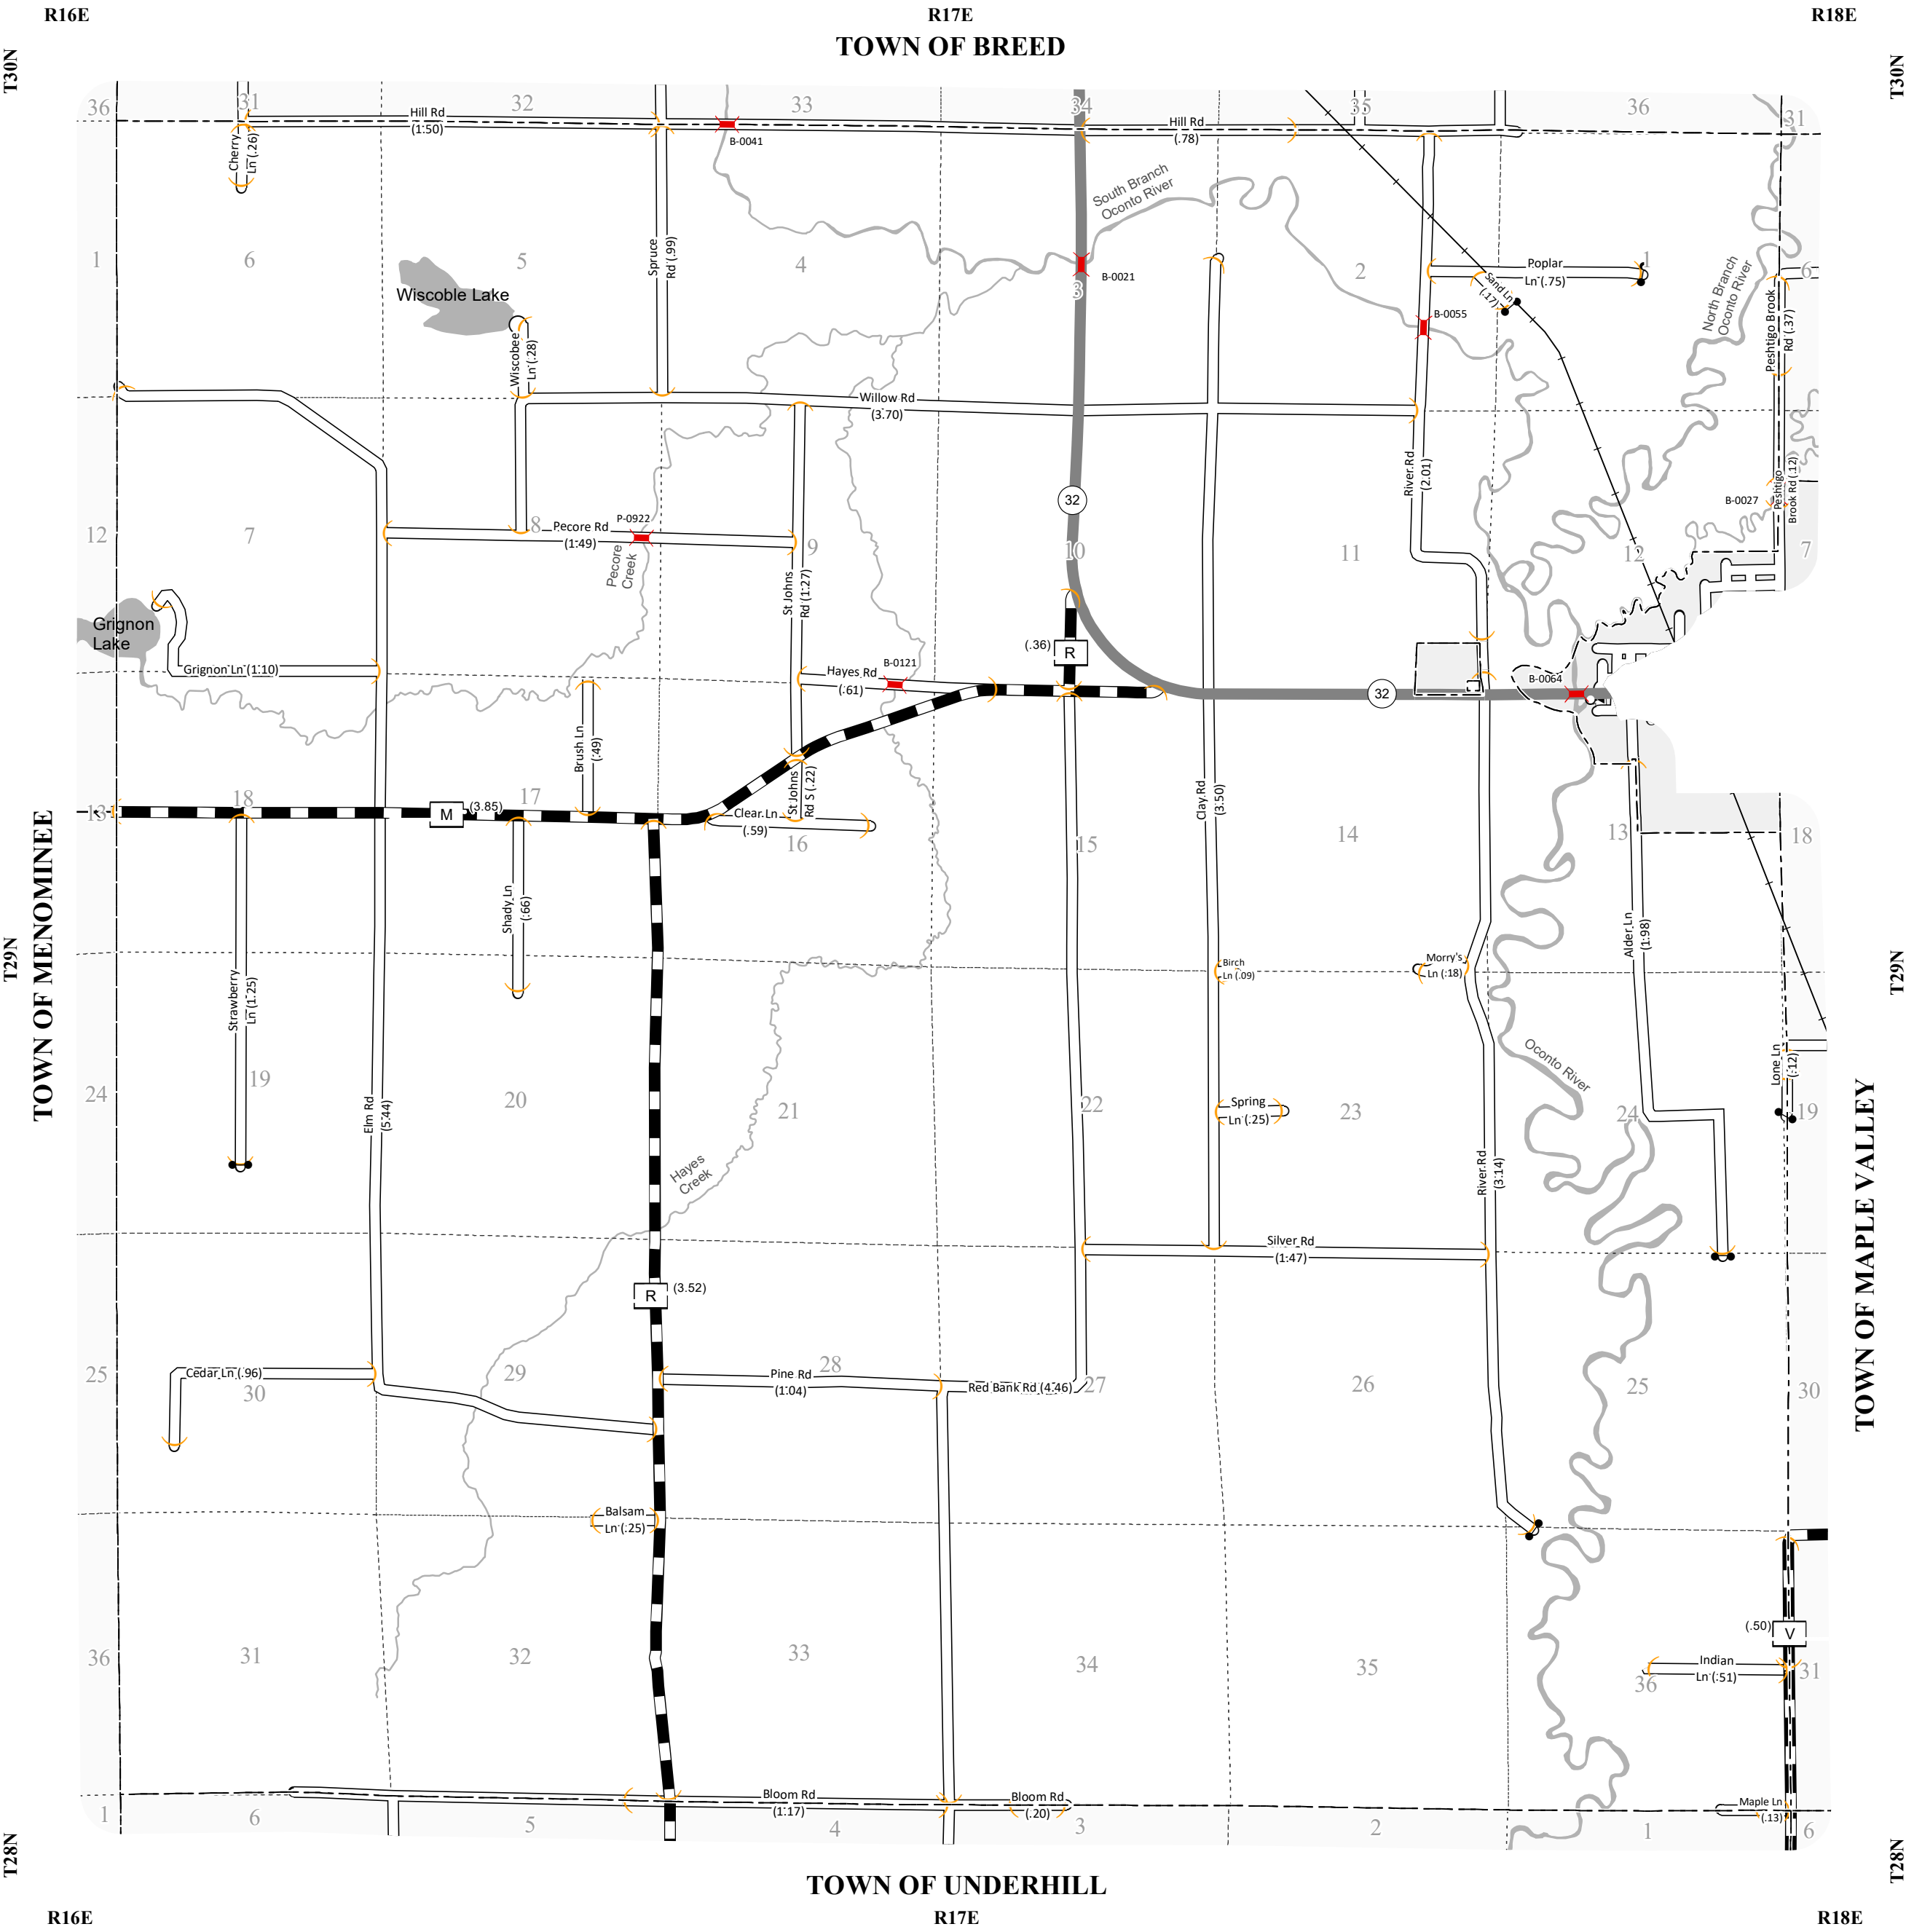 R16E
R17E
R18E
TOWN OF BREED
T30N
T30N
36
31
32
33
34
35
36
31
Hill Rd
(1.50)
Hill Rd
(.78)
B-0041
Cherry
Ln (.26)
South Branch
Oconto River
Spruce
Rd (.99)
1
6
5
4
3
2
1
6
Wiscoble Lake
B-0021
Poplar
Ln (.75)
Sand Ln
(.17)
B-0055
North Branch
Oconto River
Peshtigo Brook
Rd (.37)
Wiscobee
Ln (.28)
Willow Rd
(3.70)
River Rd
(2.01)
32
Peshtigo
Brook Rd (.12)
B-0027
12
7
8
Pecore Rd
(1.49)
P-0922
Pecore
Creek
9
10
11
12
7
St Johns
Rd (1.27)
Grignon
Lake
Grignon Ln (1.10)
Hayes Rd
(.61)
B-0121
(.36)
R
32
B-0064
Brush Ln
(.49)
13
18
M
(3.85)
17
Clear Ln
(.59)
St Johns
Rd S (.22)
16
15
Clay Rd
(3.50)
14
13
18
TOWN OF MENOMINEE
T29N
T29N
Shady Ln
(.66)
Strawberry
Ln (1.25)
Birch
Ln (.09)
Morry's
Ln (.18)
Alder Ln
(1.98)
Oconto River
Lone Ln
(.12)
24
19
20
21
22
23
24
19
Elm Rd
(5.44)
Spring
Ln (.25)
Hayes
Creek
River Rd
(3.14)
TOWN OF MAPLE VALLEY
Silver Rd
(1.47)
R
(3.52)
25
Cedar Ln (.96)
30
29
Pine Rd
(1.04)
28
Red Bank Rd (4.46)
27
26
25
30
Balsam
Ln (.25)
(.50)
V
36
31
32
33
34
35
Indian
Ln (.51)
36
31
Bloom Rd
(1.17)
Bloom Rd
(.20)
Maple Ln
(.13)
1
6
5
4
3
2
1
6
T28N
T28N
TOWN OF UNDERHILL
R16E
R17E
R18E